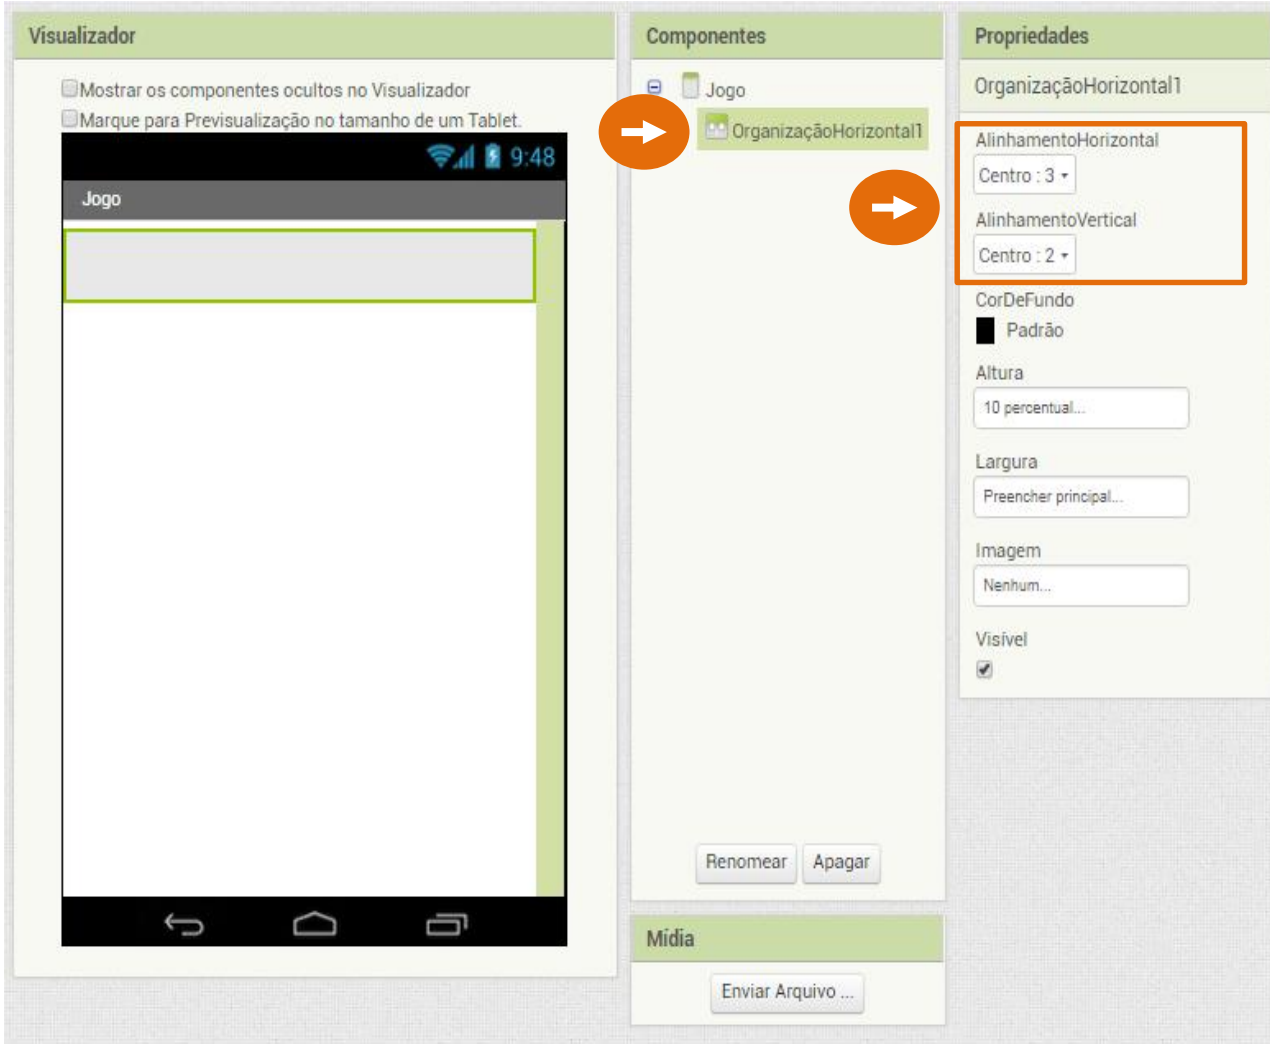 Visualizador
Mostrar os componentes ocultos no Visualizador
Marque para Previsualização no tamanho de um Tablet.
9:48
Jogo
Componentes
Jogo
OrganizaçãoHorizontal1
Renomear
Apagar
Mídia
Enviar Arquivo ...
Propriedades
OrganizaçãoHorizontal1
AlinhamentoHorizontal
Centro : 3
AlinhamentoVertical
Centro : 2
CorDeFundo
Padrão
Altura
10 percentual...
Largura
Preencher principal...
Imagem
Nenhum...
Visível